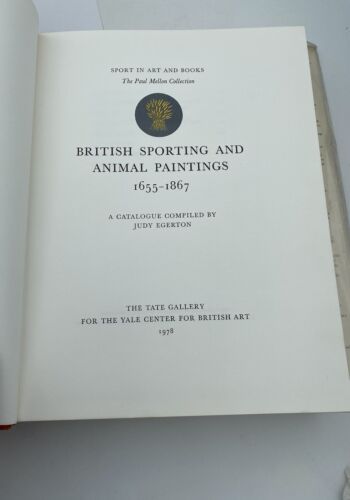 SPORT IN ART AND BOOKS
The Paul Mellon Collection
BRITISH SPORTING AND
ANIMAL PAINTINGS
1655–1867
A CATALOGUE COMPILED BY
JUDY EGERTON
THE TATE GALLERY
FOR THE YALE CENTER FOR BRITISH ART
1978